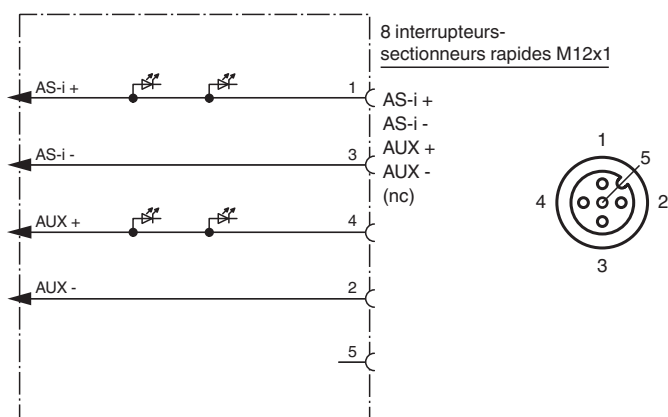 8 interrupteurs-
sectionneurs rapides M12x1
AS-i +
1
AS-i +
AS-i -
AUX +
AUX -
(nc)
AS-i -
3
AUX +
4
AUX -
2
5
1
5
4
2
3